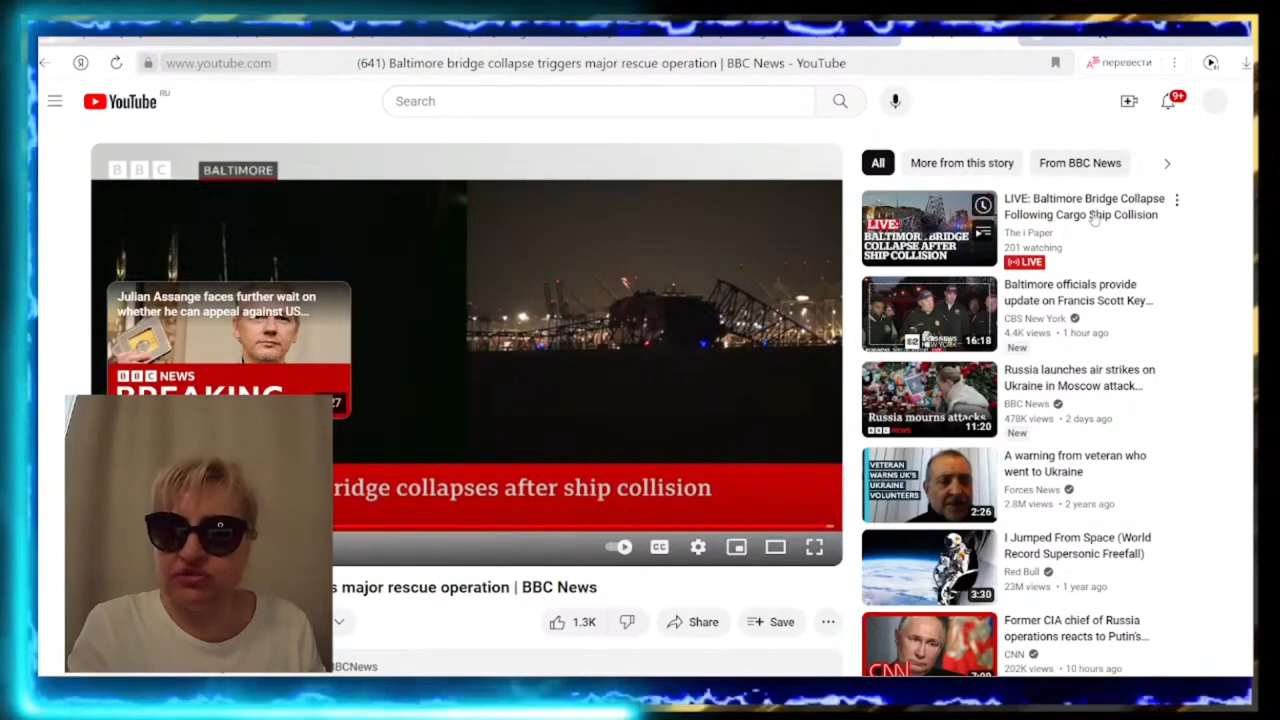 www.youtube.com
(641) Baltimore bridge collapse triggers major rescue operation | BBC News - YouTube
перевести
YouTube
RU
Search
9+
BBC
BALTIMORE
Julian Assange faces further wait on
whether he can appeal against US...
BBC NEWS
BREAKING
27
ridge collapses after ship collision
CC
s major rescue operation | BBC News
1.3K
Share
Save
BCNews
All
More from this story
From BBC News
LIVE:
BALTIMORE BRIDGE
COLLAPSE AFTER
SHIP COLLISION
LIVE: Baltimore Bridge Collapse
Following Cargo Ship Collision
The i Paper
201 watching
LIVE
16:18
Baltimore officials provide
update on Francis Scott Key...
CBS New York
4.4K views • 1 hour ago
New
Russia mourns attacks
BBC NEWS
11:20
Russia launches air strikes on
Ukraine in Moscow attack...
BBC News
478K views • 2 days ago
New
VETERAN
WARNS UK'S
UKRAINE
VOLUNTEERS
2:26
A warning from veteran who
went to Ukraine
Forces News
2.8M views • 2 years ago
3:30
I Jumped From Space (World
Record Supersonic Freefall)
Red Bull
23M views • 1 year ago
CNN
Former CIA chief of Russia
operations reacts to Putin's...
CNN
202K views • 10 hours ago